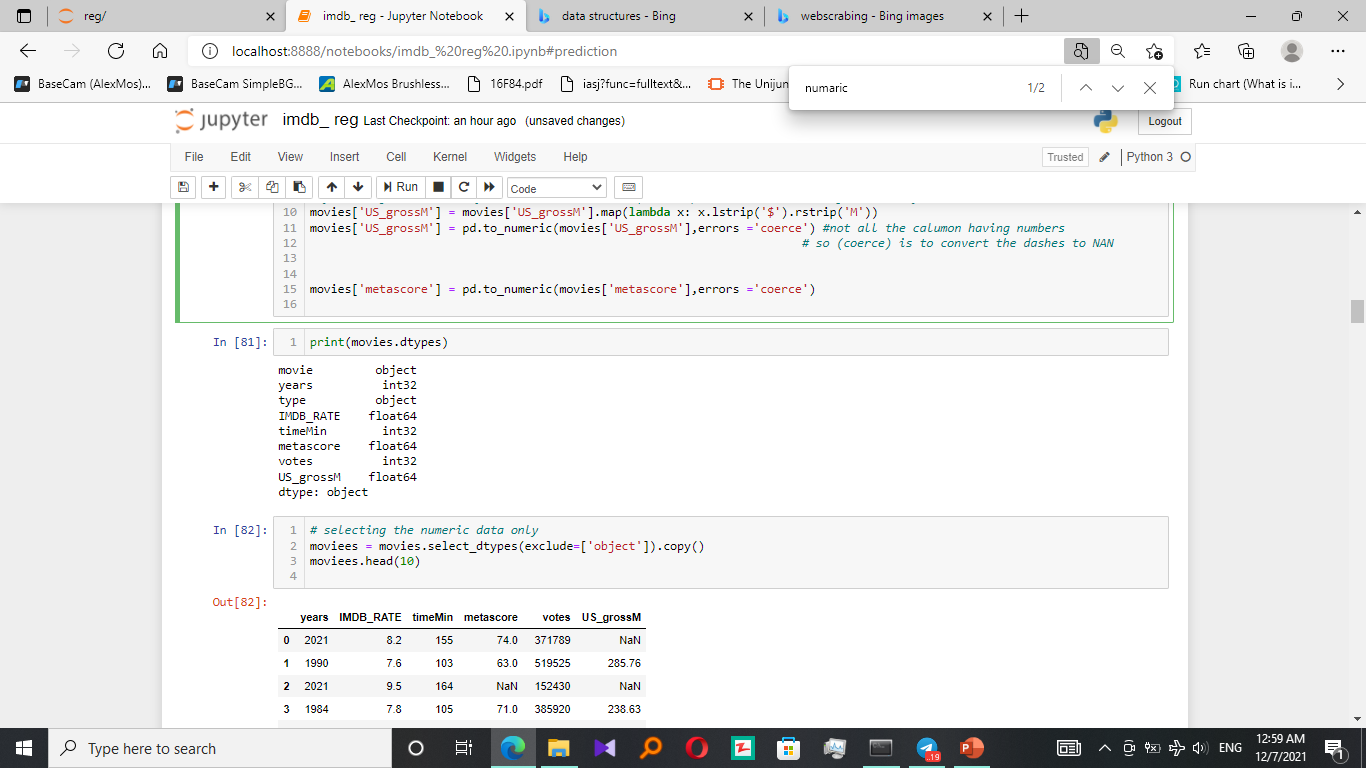 reg/
imdb_ reg - Jupyter Notebook
data structures - Bing
webscrabing - Bing images
localhost:8888/notebooks/imdb_%20reg%20.ipynb#prediction
BaseCam (AlexMos)...
BaseCam SimpleBG...
AlexMos Brushless...
16F84.pdf
iasj?func=fulltext&...
The Unijun
Run chart (What is i...
numaric
1/2
jupyter imdb_ reg Last Checkpoint: an hour ago (unsaved changes)
Logout
File Edit View Insert Cell Kernel Widgets Help
Trusted
Python 3
Run
Code
10 movies['US_grossM'] = movies['US_grossM'].map(lambda x: x.lstrip('$').rstrip('M'))
11 movies['US_grossM'] = pd.to_numeric(movies['US_grossM'],errors ='coerce') #not all the calumon having numbers
12 # so (coerce) is to convert the dashes to NAN
13
14
15 movies['metascore'] = pd.to_numeric(movies['metascore'],errors ='coerce')
16
In [81]: 1 print(movies.dtypes)
movie object
years int32
type object
IMDB_RATE float64
timeMin int32
metascore float64
votes int32
US_grossM float64
dtype: object
In [82]: 1 # selecting the numeric data only
2 moviees = movies.select_dtypes(exclude=['object']).copy()
3 moviees.head(10)
4
Out[82]:
years IMDB_RATE timeMin metascore votes US_grossM
0 2021 8.2 155 74.0 371789 NaN
1 1990 7.6 103 63.0 519525 285.76
2 2021 9.5 164 NaN 152430 NaN
3 1984 7.8 105 71.0 385920 238.63
Type here to search
.19
ENG
12:59 AM
12/7/2021
1